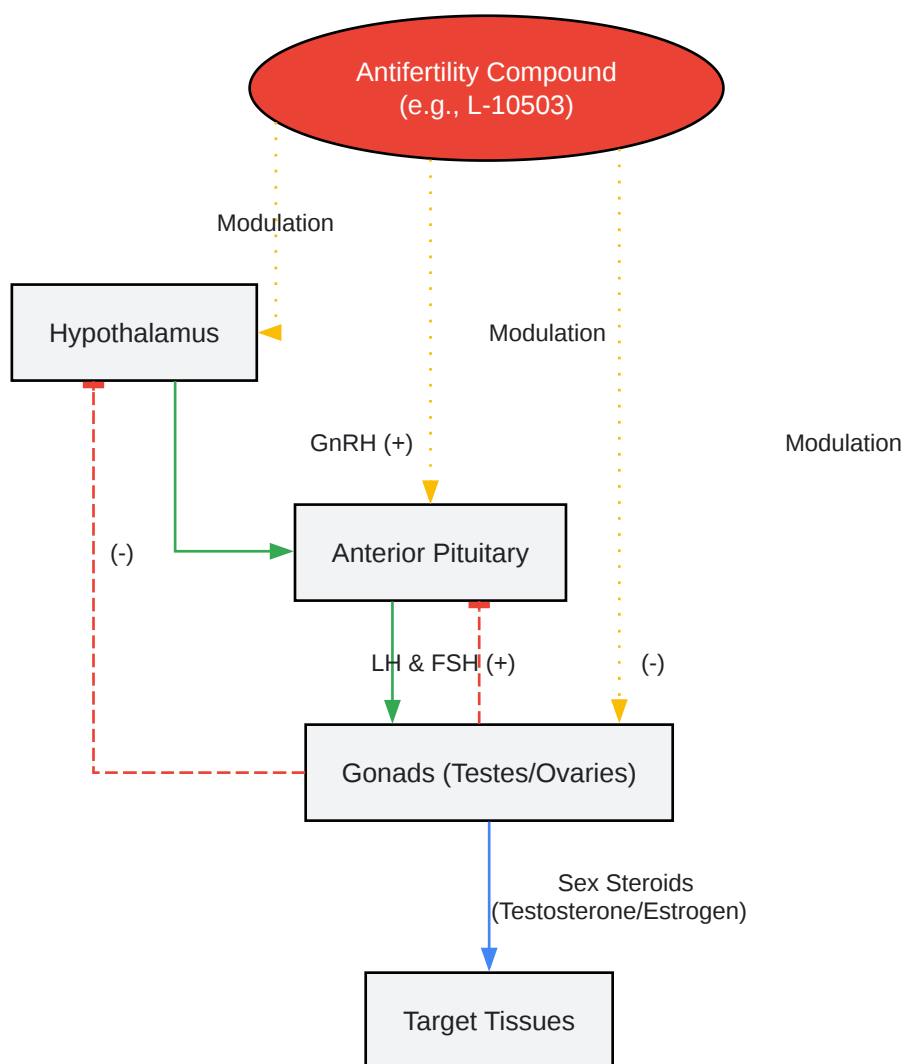 Antifertility Compound
(e.g., L-10503)
Modulation
Hypothalamus
Modulation
GnRH (+)
Modulation
(-)
Anterior Pituitary
LH & FSH (+)
(-)
Gonads (Testes/Ovaries)
Sex Steroids
(Testosterone/Estrogen)
Target Tissues